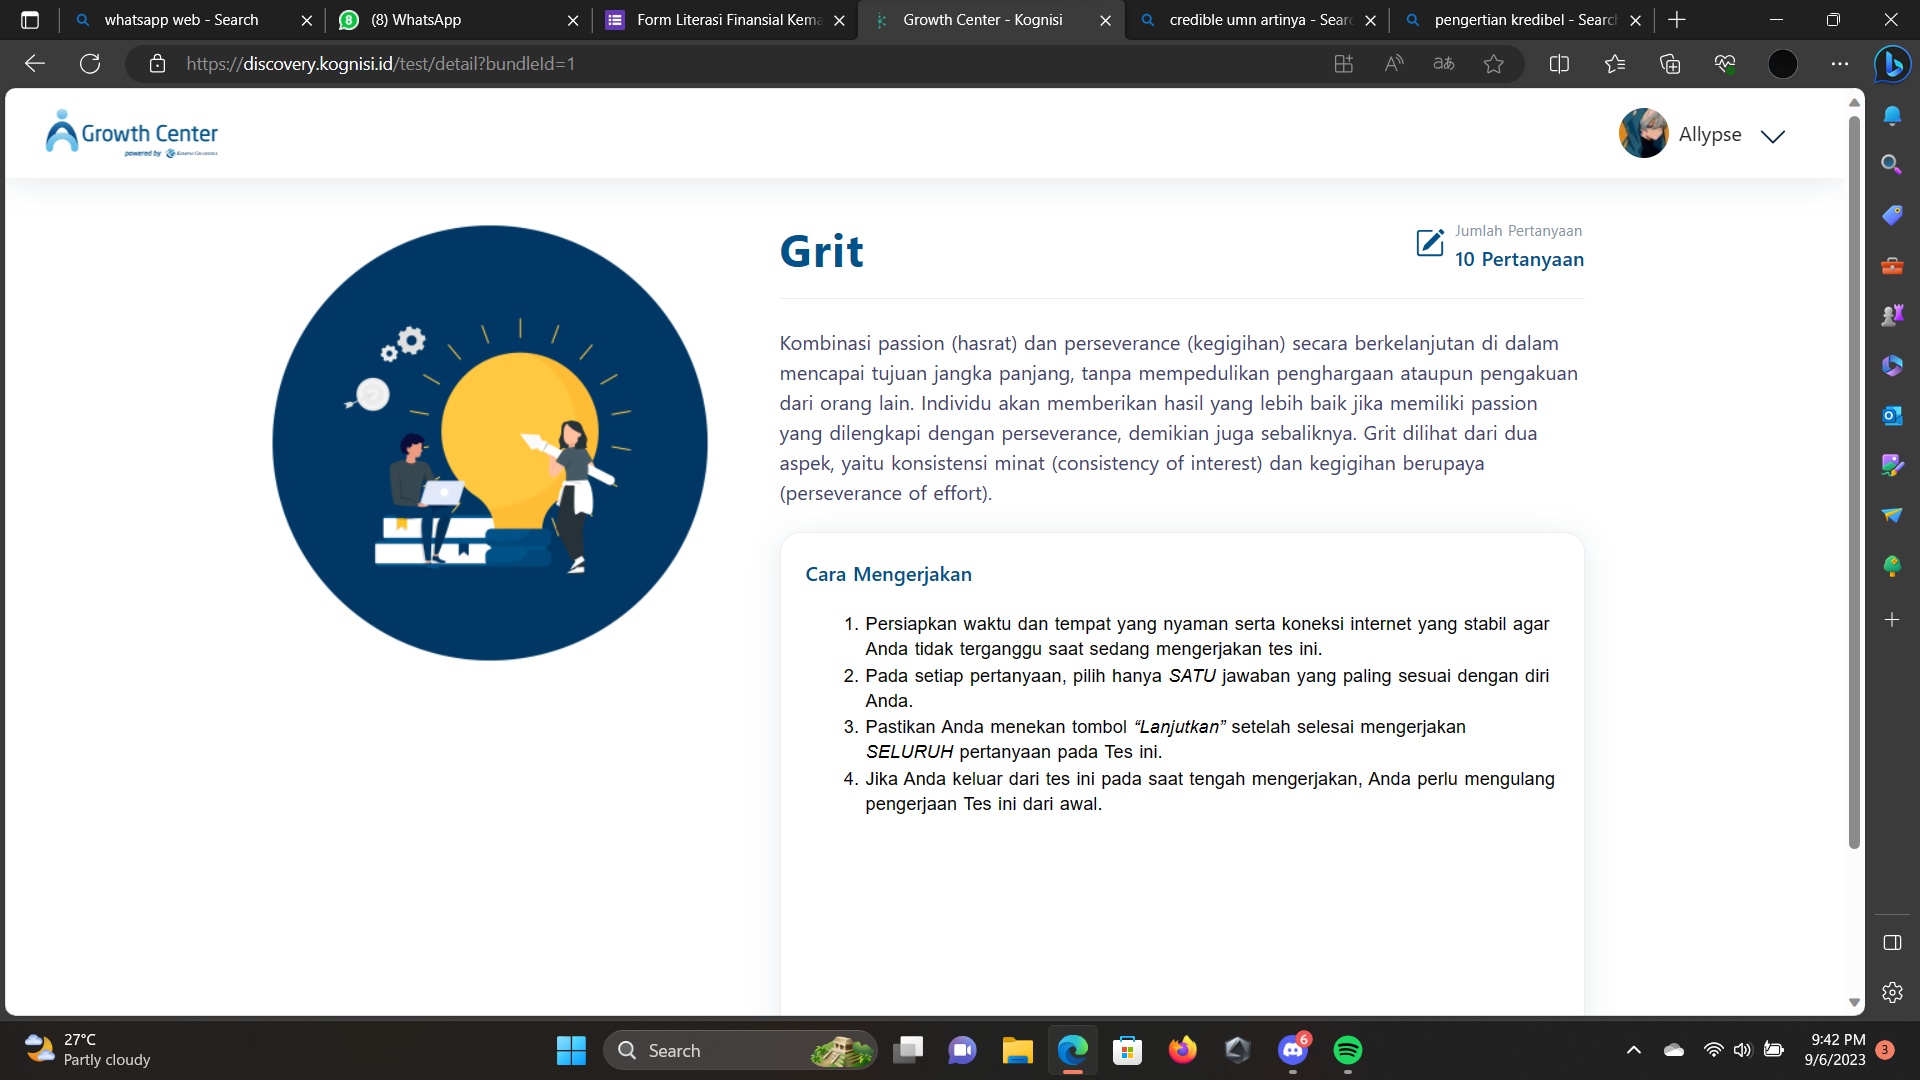 whatsapp web - Search
(8) WhatsApp
Form Literasi Finansial Kema
Growth Center - Kognisi
credible umn artinya - Searc
pengertian kredibel - Search
https://discovery.kognisi.id/test/detail?bundleId=1
Growth Center
powered by
Allypse
Grit
Jumlah Pertanyaan
10 Pertanyaan
Kombinasi passion (hasrat) dan perseverance (kegigihan) secara berkelanjutan di dalam
mencapai tujuan jangka panjang, tanpa mempedulikan penghargaan ataupun pengakuan
dari orang lain. Individu akan memberikan hasil yang lebih baik jika memiliki passion
yang dilengkapi dengan perseverance, demikian juga sebaliknya. Grit dilihat dari dua
aspek, yaitu konsistensi minat (consistency of interest) dan kegigihan berupaya
(perseverance of effort).
Cara Mengerjakan
1. Persiapkan waktu dan tempat yang nyaman serta koneksi internet yang stabil agar
Anda tidak terganggu saat sedang mengerjakan tes ini.
2. Pada setiap pertanyaan, pilih hanya SATU jawaban yang paling sesuai dengan diri
Anda.
3. Pastikan Anda menekan tombol “Lanjutkan” setelah selesai mengerjakan
SELURUH pertanyaan pada Tes ini.
4. Jika Anda keluar dari tes ini pada saat tengah mengerjakan, Anda perlu mengulang
pengerjaan Tes ini dari awal.
27°C
Partly cloudy
Search
6
9:42 PM
9/6/2023
3